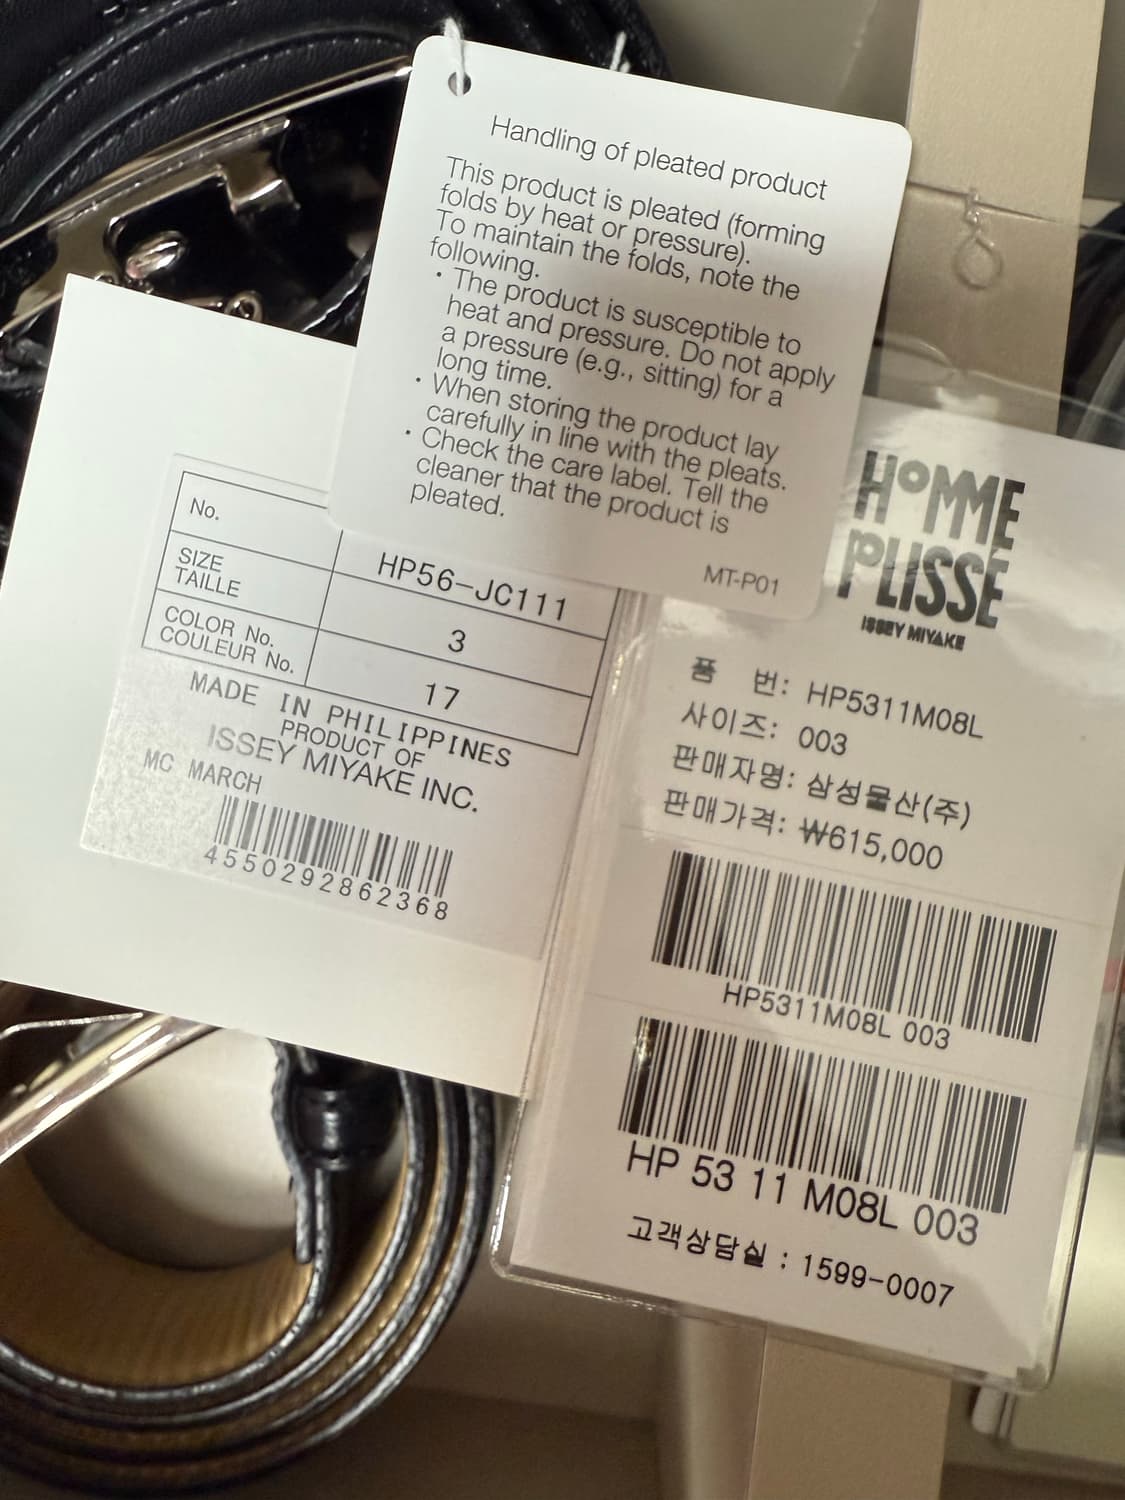 Handling of pleated product
This product is pleated (forming
folds by heat or pressure).
To maintain the folds, note the
following.
・The product is susceptible to
heat and pressure. Do not apply
a pressure (e.g., sitting) for a
long time.
・When storing the product lay
carefully in line with the pleats.
・Check the care label. Tell the
cleaner that the product is
pleated.
MT-P01
No. HP56-JC111
SIZE
TAILLE 3
COLOR No.
COULEUR No. 17
MADE IN PHILIPPINES
PRODUCT OF
ISSEY MIYAKE INC.
MC MARCH
4550292862368
HOMME
PLISSÉ
ISSEY MIYAKE
품 번: HP5311M08L
사이즈: 003
판매자명: 삼성물산(주)
판매가격: ₩615,000
HP5311M08L 003
HP 53 11 M08L 003
고객상담실 : 1599-0007